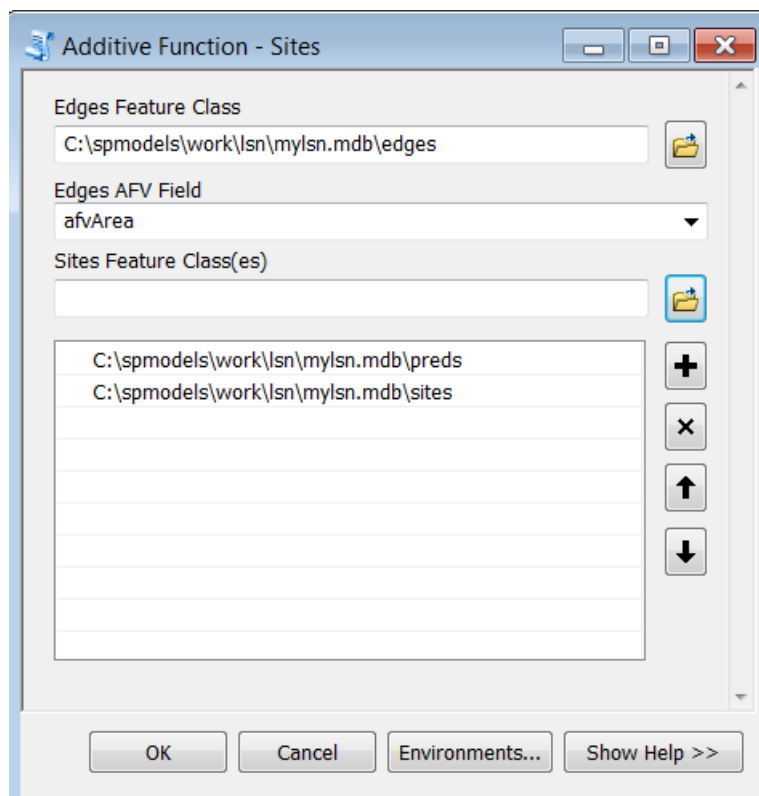 Additive Function - Sites
Edges Feature Class
C:\spmodels\work\lsn\mylsn.mdb\edges
Edges AFV Field
afvArea
Sites Feature Class(es)
C:\spmodels\work\lsn\mylsn.mdb\preds
C:\spmodels\work\lsn\mylsn.mdb\sites
OK Cancel Environments... Show Help >>